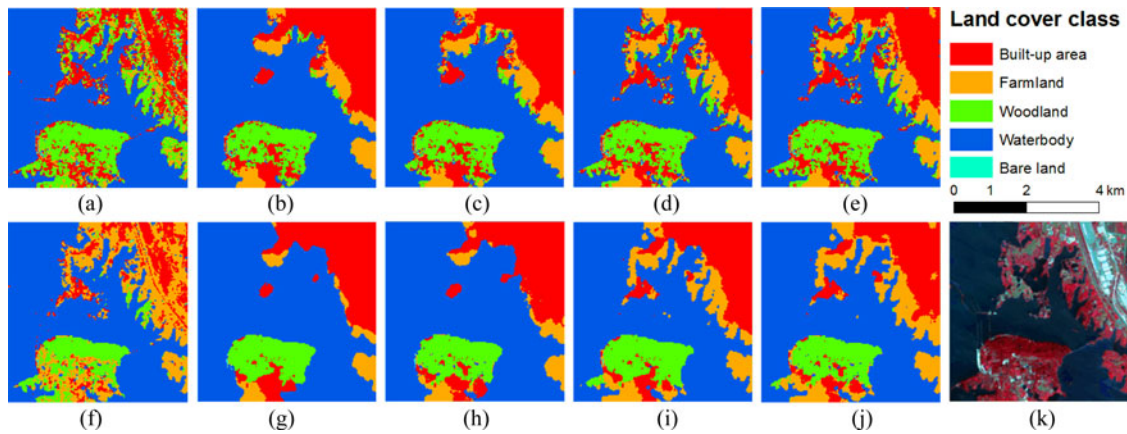 Land cover class
Built-up area
Farmland
Woodland
Waterbody
Bare land
0 1 2 4 km
(a) (b) (c) (d) (e)
(f) (g) (h) (i) (j) (k)